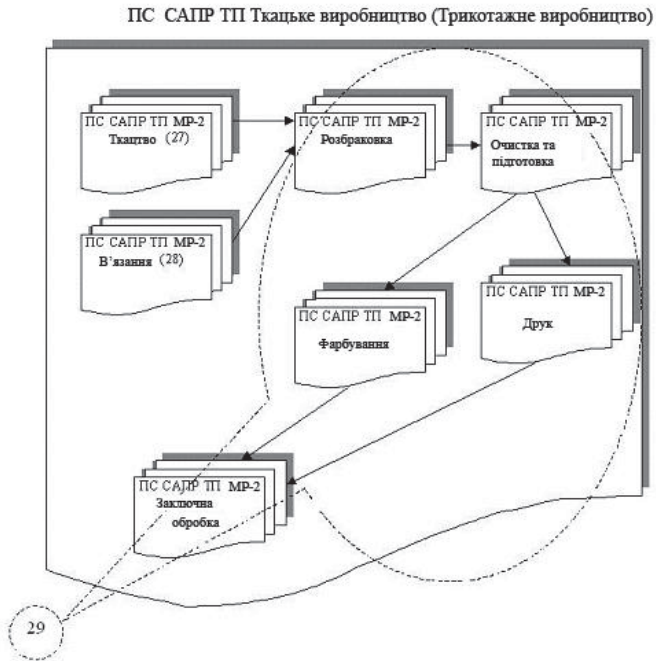 ПС САПР ТП Ткацьке виробництво (Трикотажне виробництво)
ПС САПР ТП МР-2
Ткацтво (27)
ПС САПР ТП МР-2
Розбраковка
ПС САПР ТП МР-2
Очистка та
підготовка
ПС САПР ТП МР-2
В’язання (28)
ПС САПР ТП МР-2
Фарбування
ПС САПР ТП МР-2
Друк
ПС САПР ТП МР-2
Заключна
обробка
29